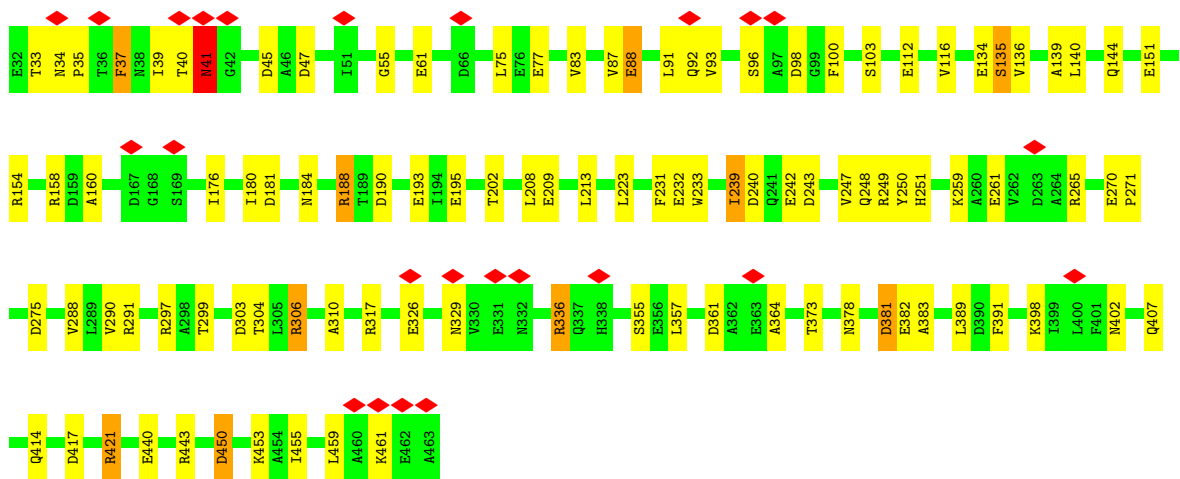 E32 T33 N34 P35 T36 F37 N38 I39 T40 N41 G42 D45 A46 D47 I51 G55 E61 D66 L75 E76 E77 V83 V87 E88 L91 Q92 V93 S96 A97 D98 G99 F100 S103 E112 V116 E134 S135 V136 A139 L140 Q144 E151
R154 R158 D159 A160 D167 G168 S169 I176 I180 D181 N184 R188 T189 D190 E193 I194 E195 T202 L208 E209 L213 L223 F231 E232 W233 I239 D240 Q241 E242 D243 V247 Q248 R249 Y250 H251 K259 A260 E261 V262 D263 A264 R265 E270 P271
D275 V288 L289 V290 R291 R297 A298 T299 D303 T304 L305 R306 A310 R317 E326 N329 V330 E331 N332 R336 Q337 H338 S355 E356 L357 D361 A362 E363 A364 T373 N378 D381 E382 A383 L389 D390 F391 K398 I399 L400 F401 N402 Q407
Q414 D417 R421 E440 R443 D450 K453 A454 I455 L459 A460 K461 E462 A463